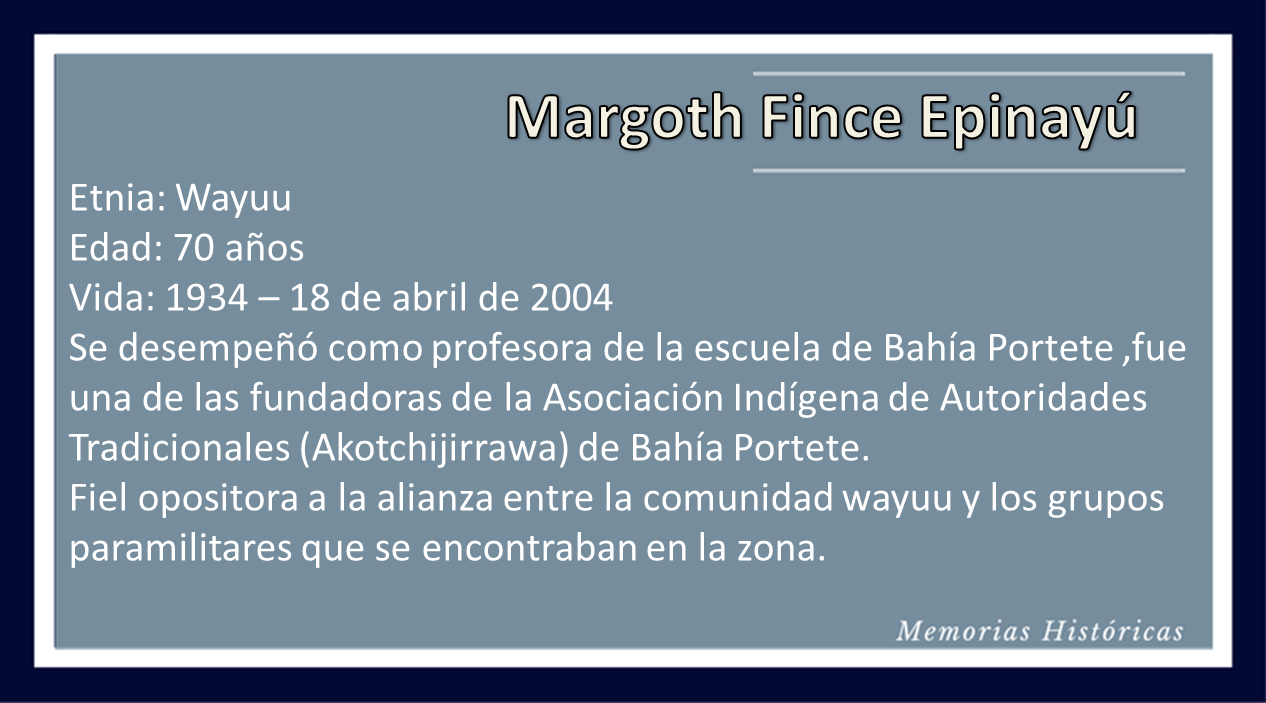 Margoth Fince Epinayú
Etnia: Wayuu
Edad: 70 años
Vida: 1934 – 18 de abril de 2004
Se desempeñó como profesora de la escuela de Bahía Portete ,fue
una de las fundadoras de la Asociación Indígena de Autoridades
Tradicionales (Akotchijirrawa) de Bahía Portete.
Fiel opositora a la alianza entre la comunidad wayuu y los grupos
paramilitares que se encontraban en la zona.
Memorias Históricas